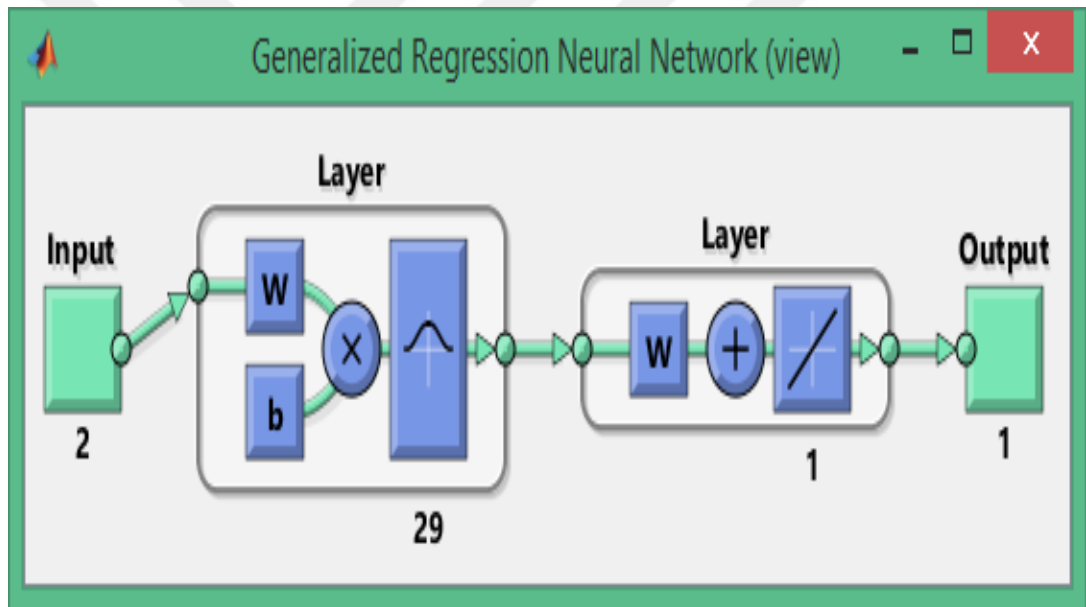 Generalized Regression Neural Network (view)
Layer
Input
W
b
2
29
Layer
W
1
Output
1